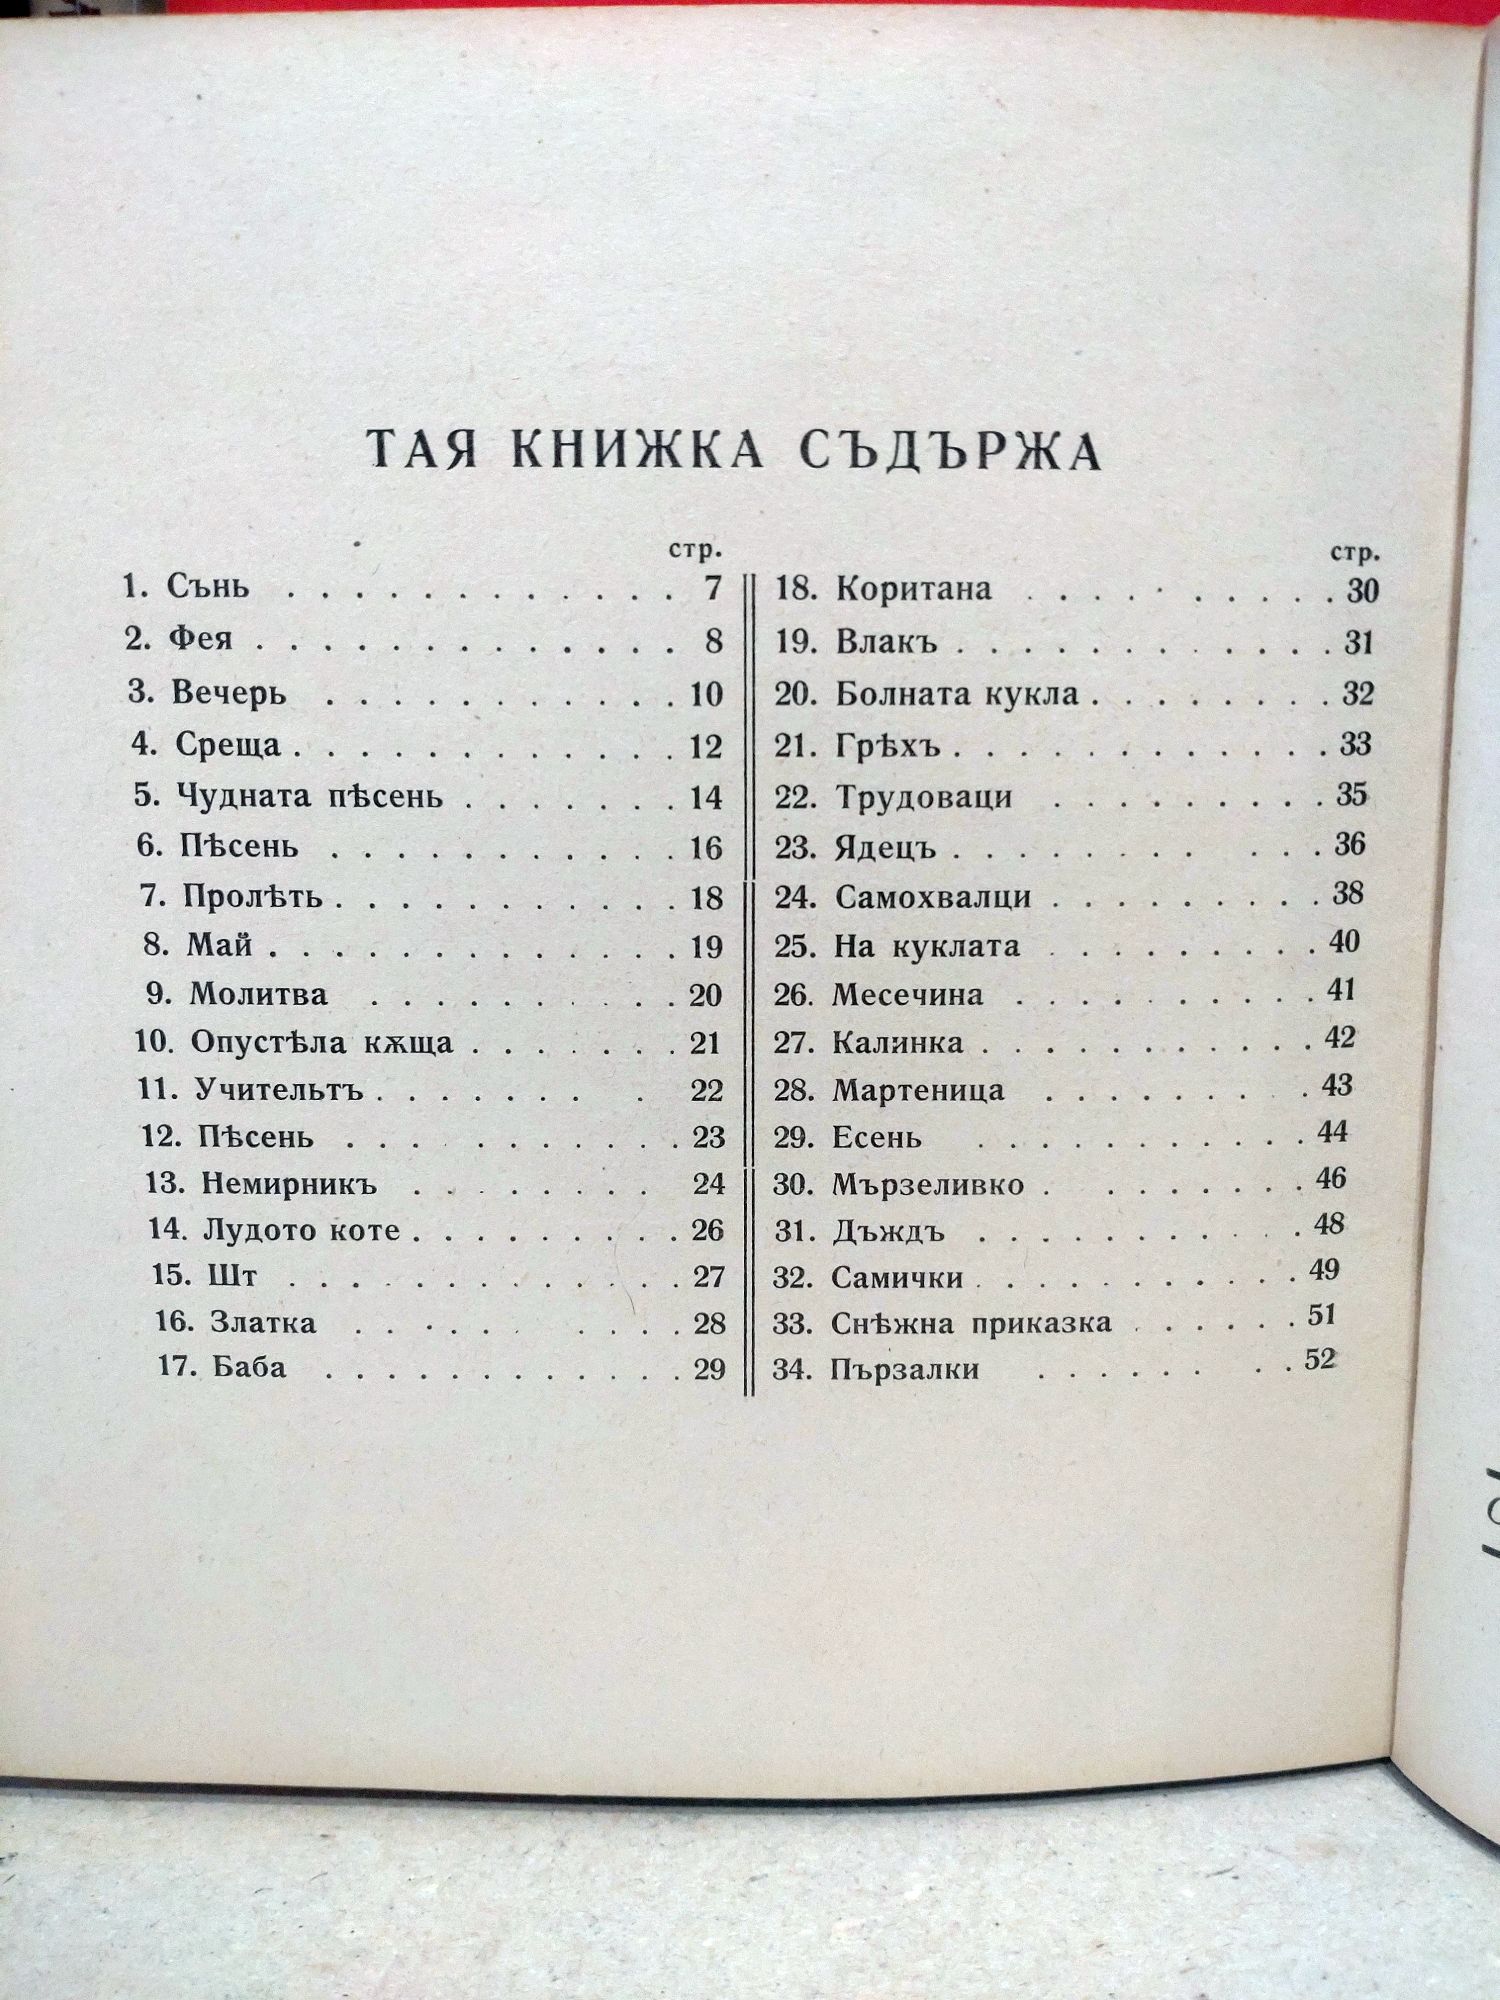 ТАЯ КНИЖКА СЪДЪРЖА
стр.
1. Сънь . . . . . . . . . . . . 7
2. Фея . . . . . . . . . . . . . 8
3. Вечерь . . . . . . . . . . . 10
4. Среща . . . . . . . . . . . . 12
5. Чудната пѣсень . . . . . . . 14
6. Пѣсень . . . . . . . . . . . 16
7. Пролѣть . . . . . . . . . . . 18
8. Май . . . . . . . . . . . . . 19
9. Молитва . . . . . . . . . . 20
10. Опустѣла кѫща . . . . . . . 21
11. Учительтъ . . . . . . . . 22
12. Пѣсень . . . . . . . . . . 23
13. Немирникъ . . . . . . . . 24
14. Лудото коте . . . . . . . . . 26
15. Шт . . . . . . . . . . . . 27
16. Златка . . . . . . . . . 28
17. Баба . . . . . . . . . . . . 29
стр.
18. Коритана . . . . . . . . . . 30
19. Влакъ . . . . . . . . . . . . 31
20. Болната кукла . . . . . . . . 32
21. Грѣхъ . . . . . . . . . . . . 33
22. Трудоваци . . . . . . . . . 35
23. Ядецъ . . . . . . . . . . . 36
24. Самохвалци . . . . . . . . . 38
25. На куклата . . . . . . . . . 40
26. Месечина . . . . . . . . . . 41
27. Калинка . . . . . . . . . . . 42
28. Мартеница . . . . . . . . 43
29. Есень . . . . . . . . . . . 44
30. Мързеливко . . . . . . . . 46
31. Дъждъ . . . . . . . . . . . 48
32. Самички . . . . . . . . . . . 49
33. Снѣжна приказка . . . . . . 51
34. Пързалки . . . . . . . . 52